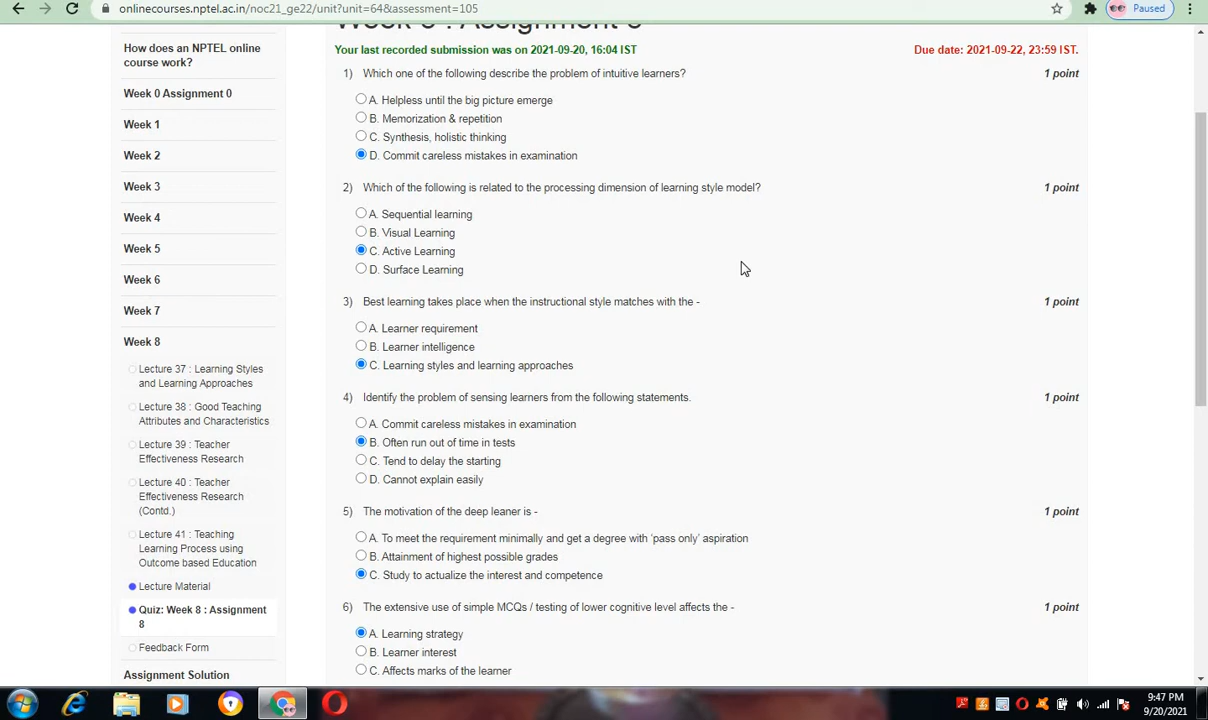 onlinecourses.nptel.ac.in/noc21_ge22/unit?unit=64&assessment=105
Paused
How does an NPTEL online
course work?
Week 0 Assignment 0
Week 1
Week 2
Week 3
Week 4
Week 5
Week 6
Week 7
Week 8
Lecture 37 : Learning Styles
and Learning Approaches
Lecture 38 : Good Teaching
Attributes and Characteristics
Lecture 39 : Teacher
Effectiveness Research
Lecture 40 : Teacher
Effectiveness Research
(Contd.)
Lecture 41 : Teaching
Learning Process using
Outcome based Education
Lecture Material
Quiz: Week 8 : Assignment
8
Feedback Form
Assignment Solution
Your last recorded submission was on 2021-09-20, 16:04 IST
Due date: 2021-09-22, 23:59 IST.
1) Which one of the following describe the problem of intuitive learners? 1 point
A. Helpless until the big picture emerge
B. Memorization & repetition
C. Synthesis, holistic thinking
D. Commit careless mistakes in examination
2) Which of the following is related to the processing dimension of learning style model? 1 point
A. Sequential learning
B. Visual Learning
C. Active Learning
D. Surface Learning
3) Best learning takes place when the instructional style matches with the - 1 point
A. Learner requirement
B. Learner intelligence
C. Learning styles and learning approaches
4) Identify the problem of sensing learners from the following statements. 1 point
A. Commit careless mistakes in examination
B. Often run out of time in tests
C. Tend to delay the starting
D. Cannot explain easily
5) The motivation of the deep leaner is - 1 point
A. To meet the requirement minimally and get a degree with ‘pass only’ aspiration
B. Attainment of highest possible grades
C. Study to actualize the interest and competence
6) The extensive use of simple MCQs / testing of lower cognitive level affects the - 1 point
A. Learning strategy
B. Learner interest
C. Affects marks of the learner
9:47 PM
9/20/2021